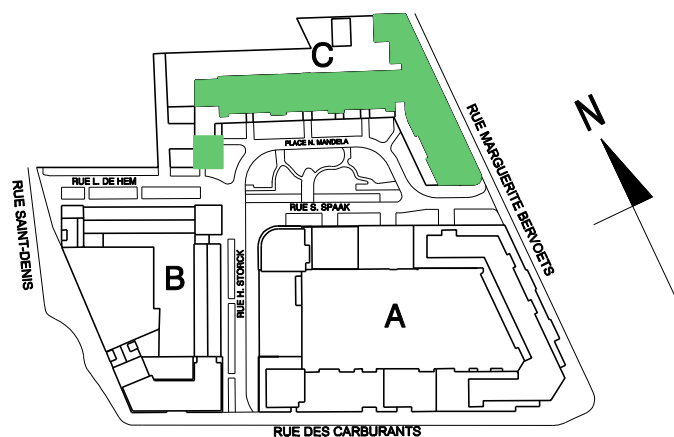 C
N
RUE MARGUERITE BERVOETS
PLACE N. MANDELA
RUE L. DE HEM
RUE SAINT-DENIS
RUE S. SPAAK
B
RUE H. STORCK
A
RUE DES CARBURANTS